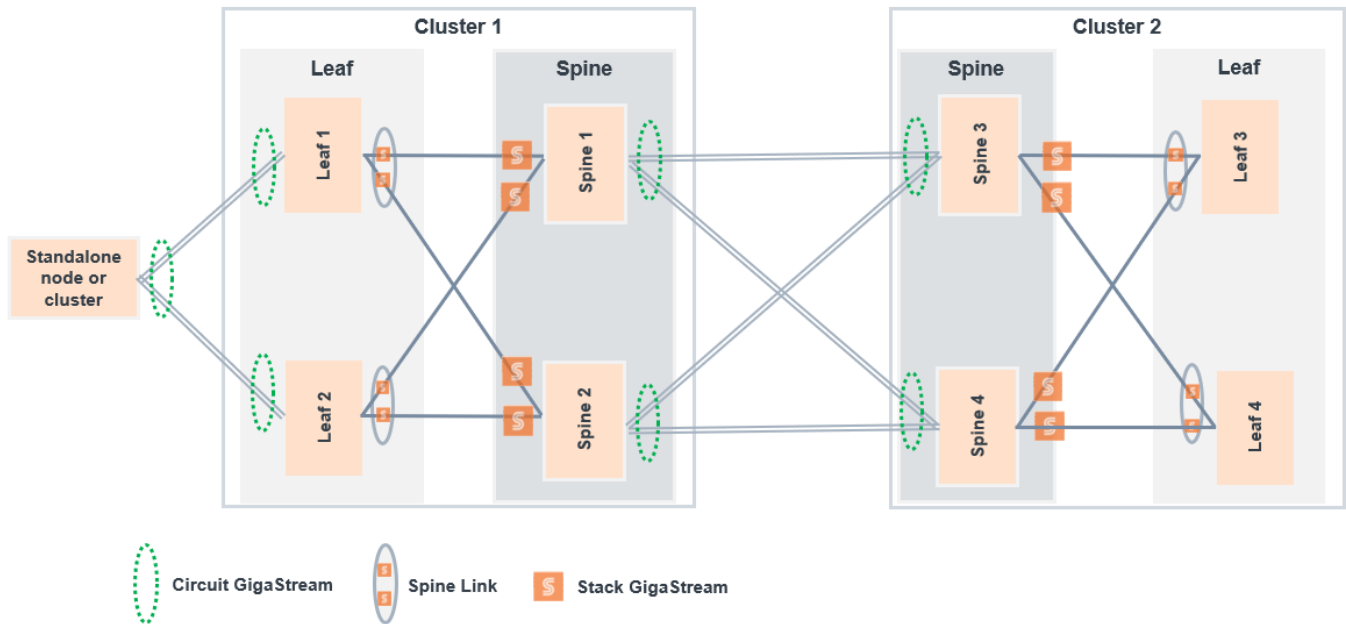 Cluster 1
Cluster 2
Leaf
Spine
Spine
Leaf
Leaf 1
Spine 1
Spine 3
Leaf 3
Standalone
node or
cluster
Leaf 2
Spine 2
Spine 4
Leaf 4
Circuit GigaStream
Spine Link
Stack GigaStream